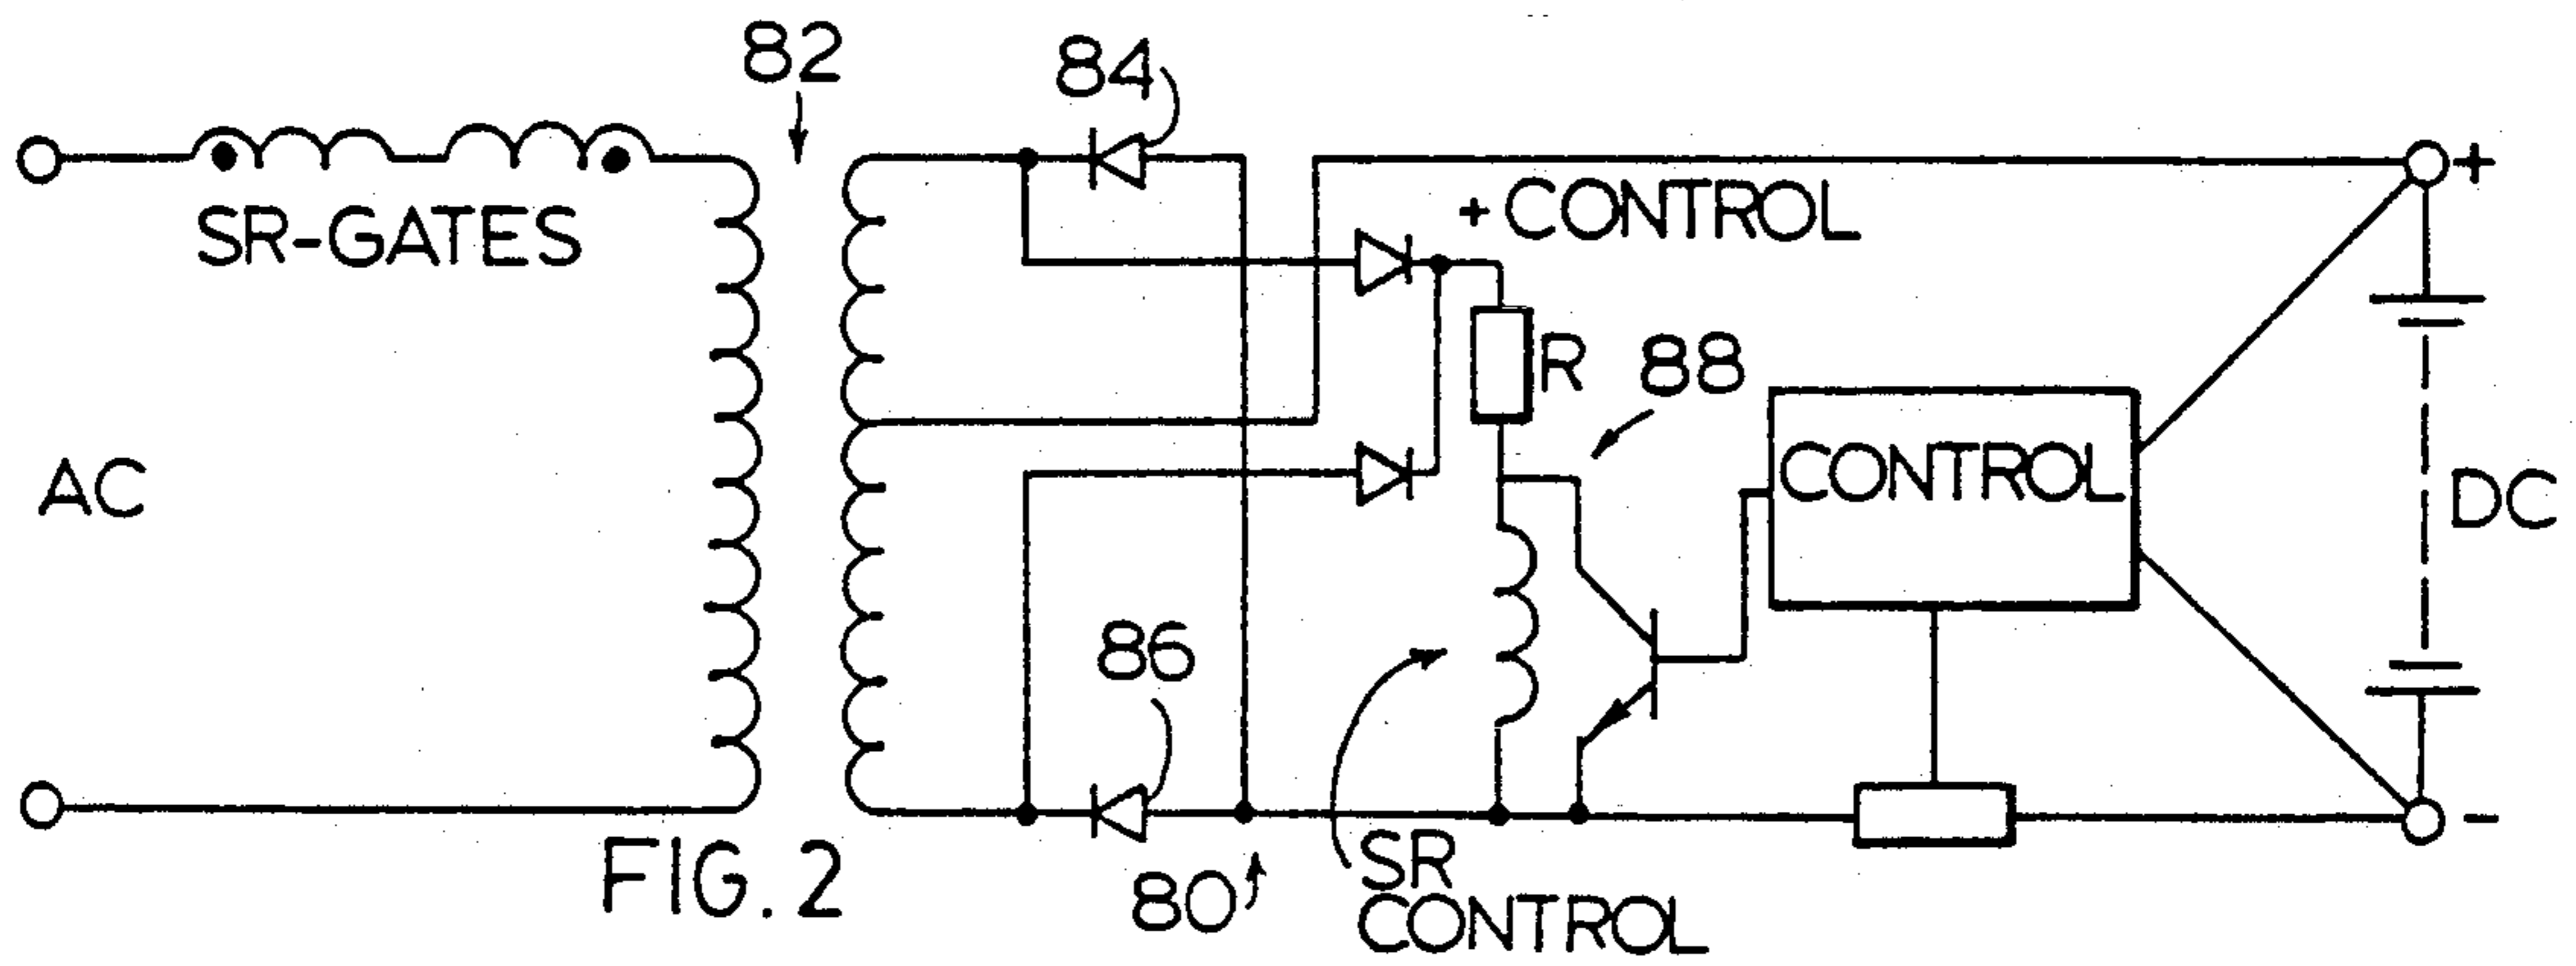 82
84
+
SR-GATES
+ CONTROL
R
88
CONTROL
AC
DC
86
-
FIG. 2
80
SR
CONTROL